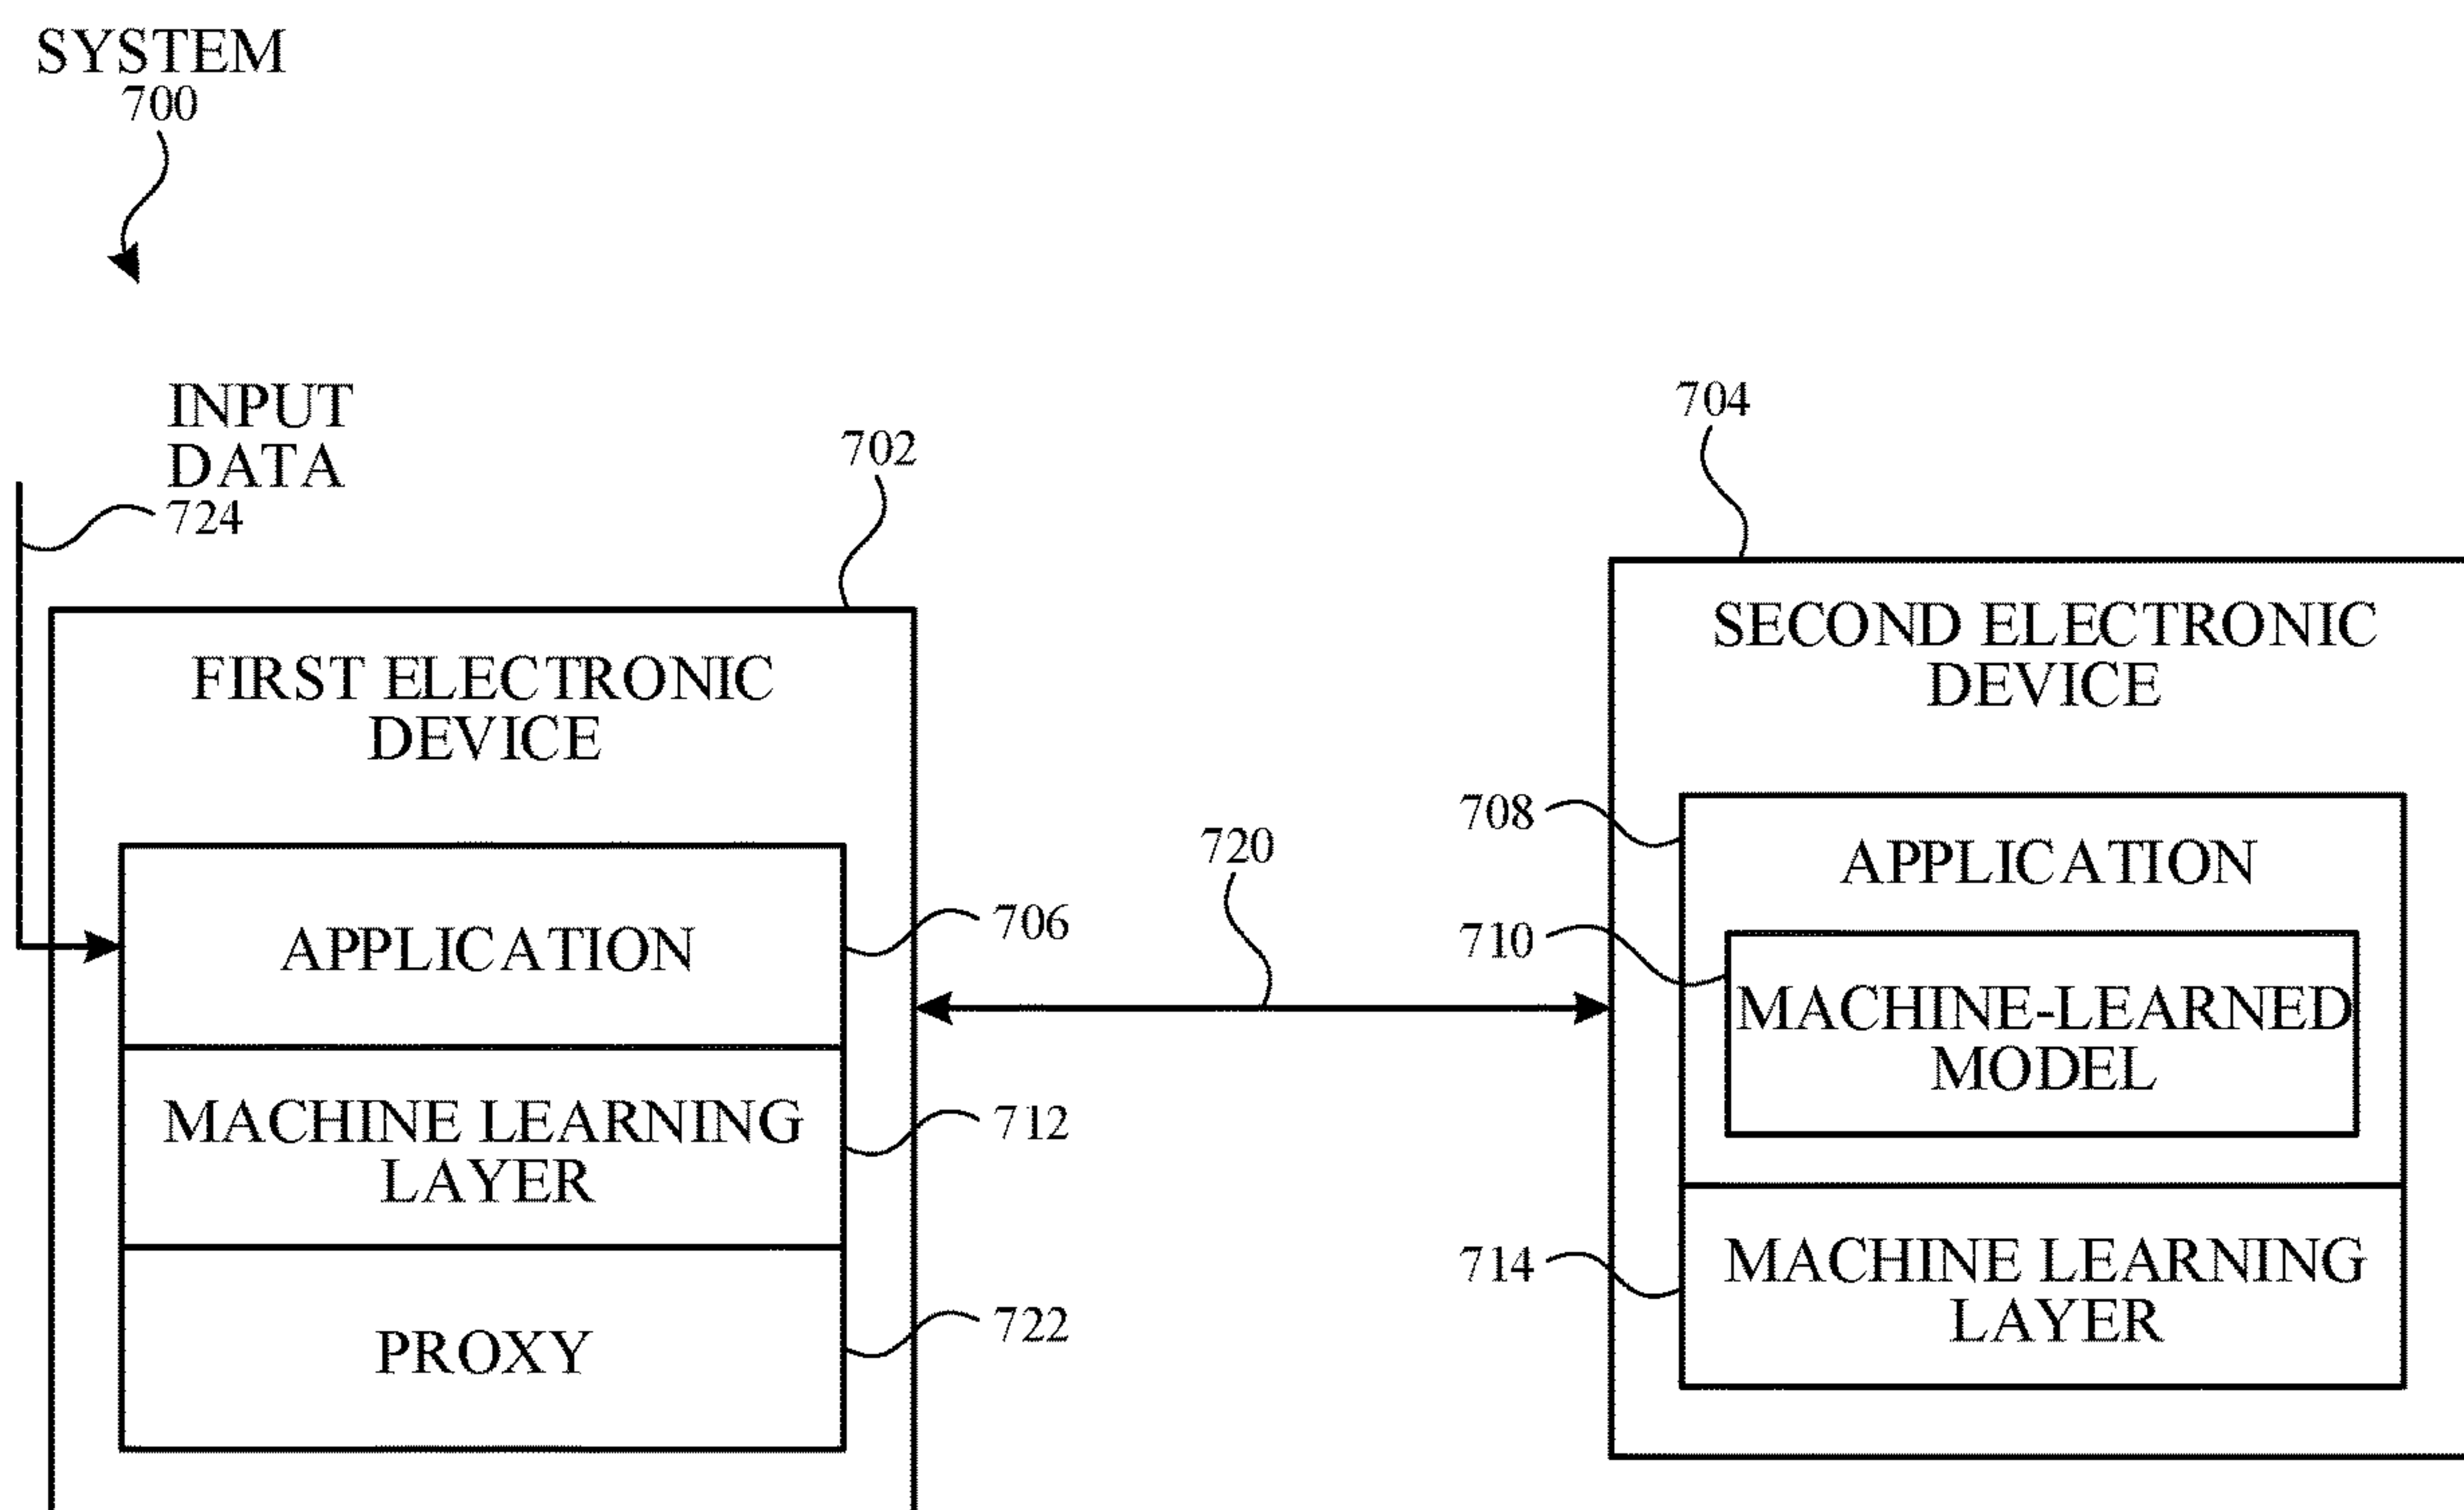 SYSTEM
700
INPUT
DATA
724
702
FIRST ELECTRONIC
DEVICE
APPLICATION
706
MACHINE LEARNING
LAYER
712
PROXY
722
720
704
SECOND ELECTRONIC
DEVICE
708
APPLICATION
710
MACHINE-LEARNED
MODEL
714
MACHINE LEARNING
LAYER